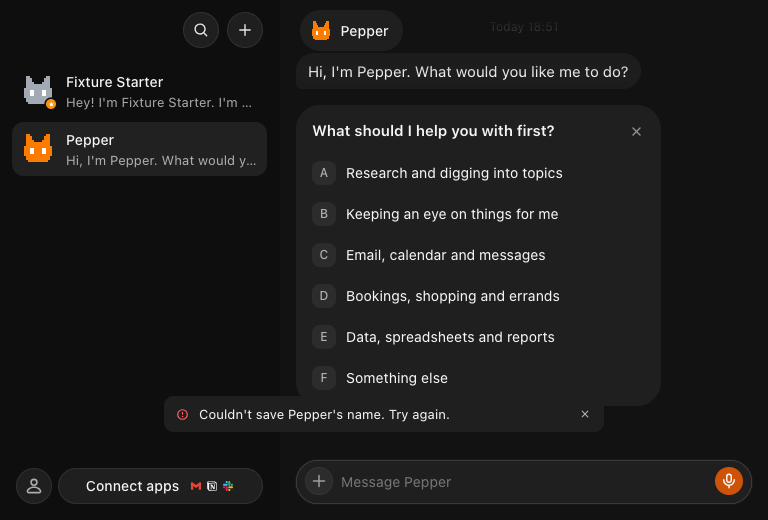 Pepper
Today 18:51
Hi, I'm Pepper. What would you like me to do?
Fixture Starter
Hey! I'm Fixture Starter. I'm ...
Pepper
Hi, I'm Pepper. What would y...
What should I help you with first?
A Research and digging into topics
B Keeping an eye on things for me
C Email, calendar and messages
D Bookings, shopping and errands
E Data, spreadsheets and reports
F Something else
Couldn't save Pepper's name. Try again.
Connect apps
Message Pepper